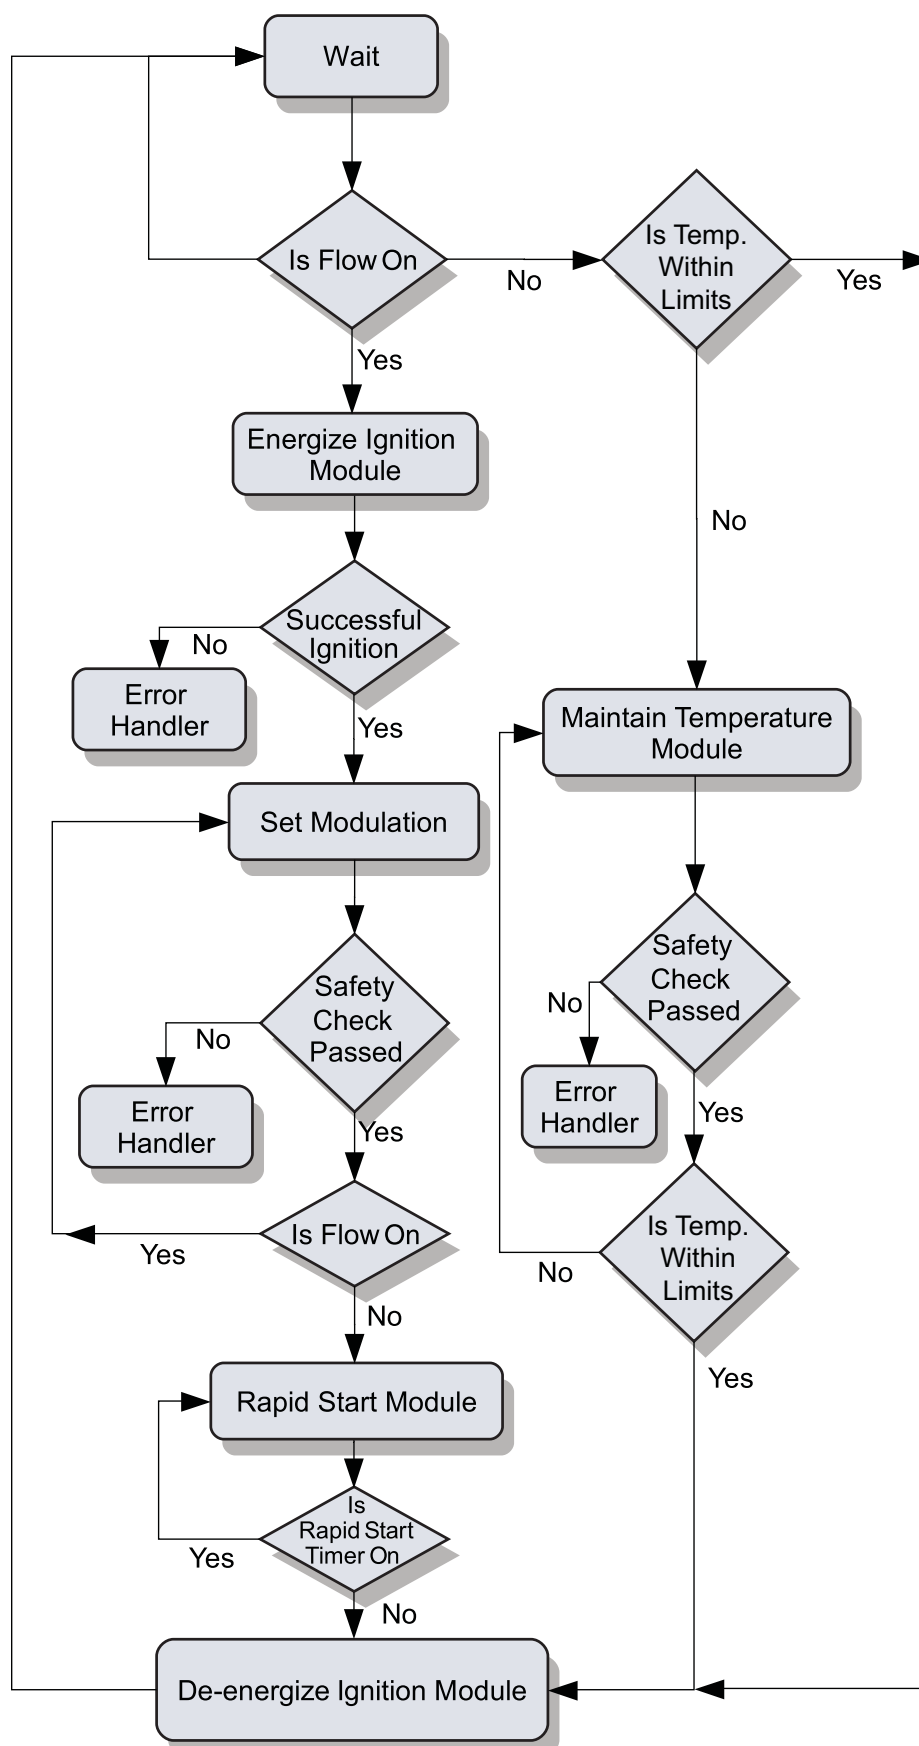 Wait
Is Flow On
No
Is Temp.
Within
Limits
Yes
Yes
Energize Ignition
Module
No
Successful
Ignition
No
Error
Handler
Yes
Maintain Temperature
Module
Set Modulation
Safety
Check
Passed
No
Error
Handler
Yes
Safety
Check
Passed
No
Error
Handler
Yes
Is Flow On
Yes
No
Is Temp.
Within
Limits
No
Yes
Rapid Start Module
Is
Rapid Start
Timer On
Yes
No
De-energize Ignition Module